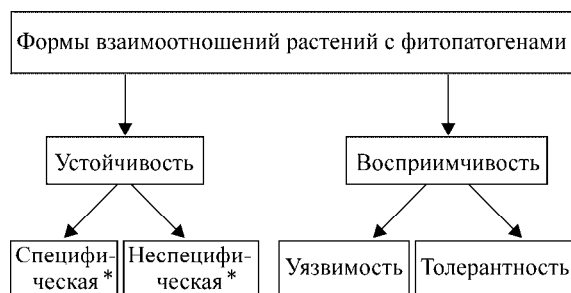 Формы взаимоотношений растений с фитопатогенами
Устойчивость
Восприимчивость
Специфи-
ческая*
Неспецифи-
ческая*
Уязвимость
Толерантность